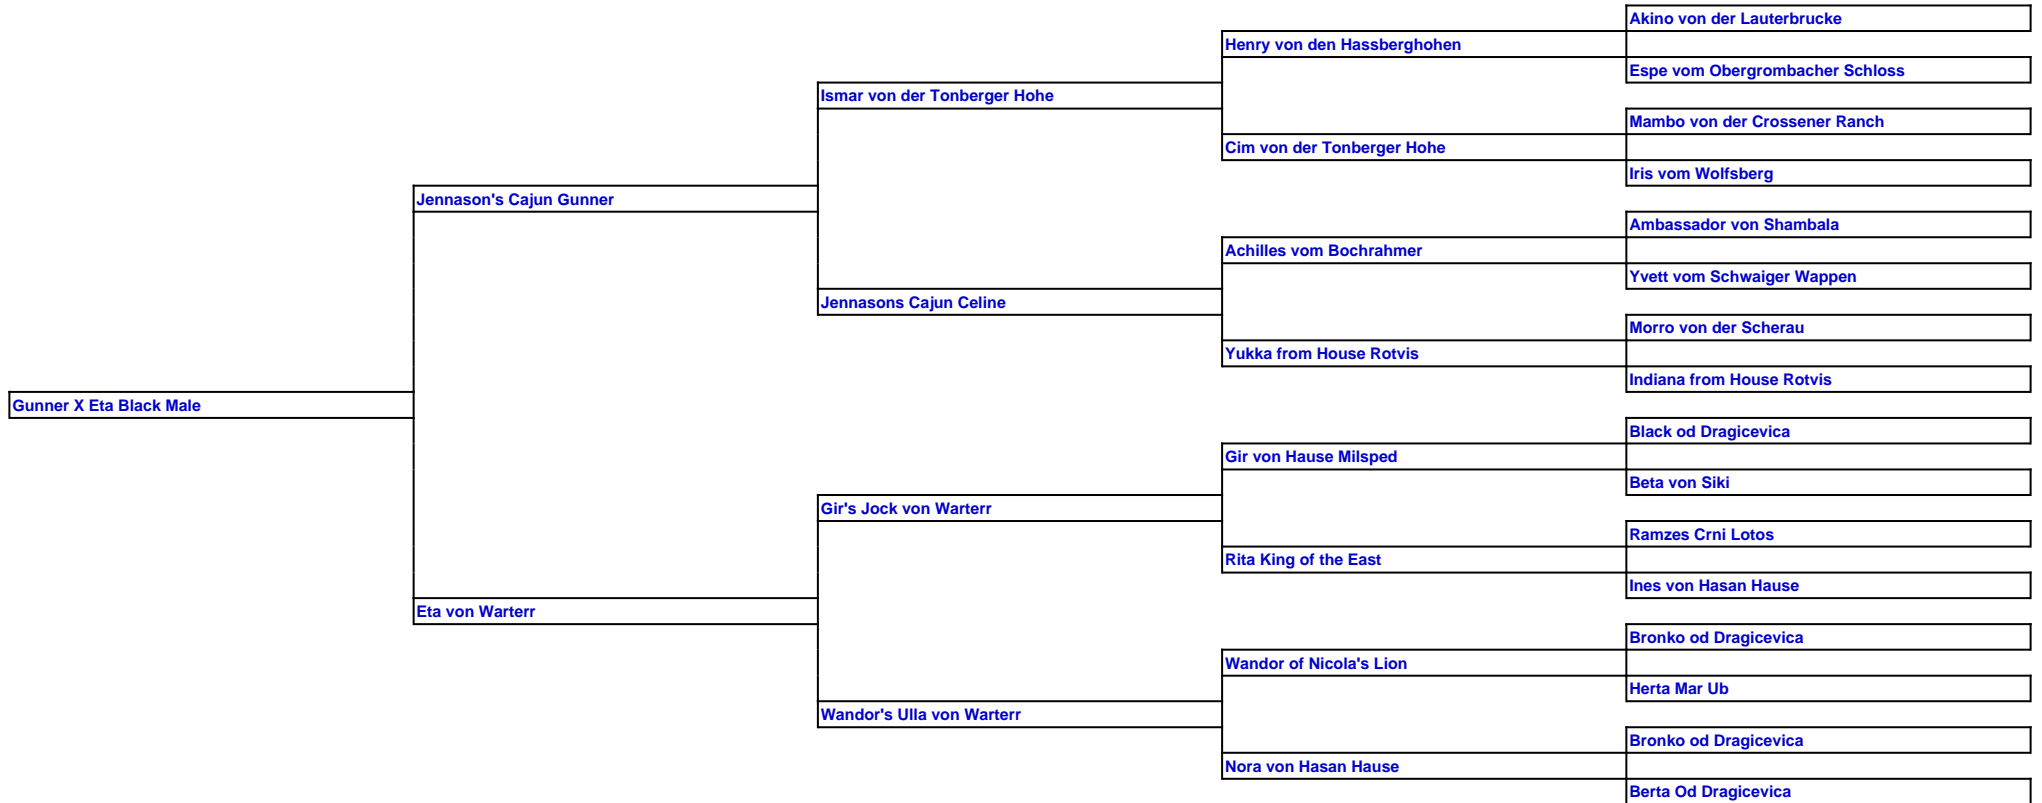 Akino von der Lauterbrucke
Henry von den Hassberghohen
Espe vom Obergrombacher Schloss
Ismar von der Tonberger Hohe
Mambo von der Crossener Ranch
Cim von der Tonberger Hohe
Iris vom Wolfsberg
Jennason's Cajun Gunner
Ambassador von Shambala
Achilles vom Bochrahmer
Yvett vom Schwaiger Wappen
Jennasons Cajun Celine
Morro von der Scherau
Yukka from House Rotvis
Indiana from House Rotvis
Gunner X Eta Black Male
Black od Dragicevica
Gir von Hause Milsped
Beta von Siki
Gir's Jock von Warterr
Ramzes Crni Lotos
Rita King of the East
Ines von Hasan Hause
Eta von Warterr
Bronko od Dragicevica
Wandor of Nicola's Lion
Herta Mar Ub
Wandor's Ulla von Warterr
Bronko od Dragicevica
Nora von Hasan Hause
Berta Od Dragicevica